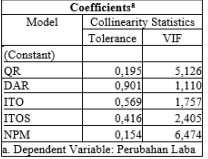 Coefficientsª
Model Collinearity Statistics
Tolerance VIF
(Constant)
QR 0,195 5,126
DAR 0,901 1,110
ITO 0,569 1,757
ITOS 0,416 2,405
NPM 0,154 6,474
a. Dependent Variable: Perubahan Laba